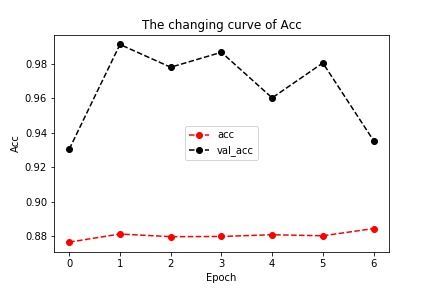 The changing curve of Acc
0.98
0.96
0.94
0.92
0.90
0.88
Acc
acc
val_acc
0 1 2 3 4 5 6
Epoch